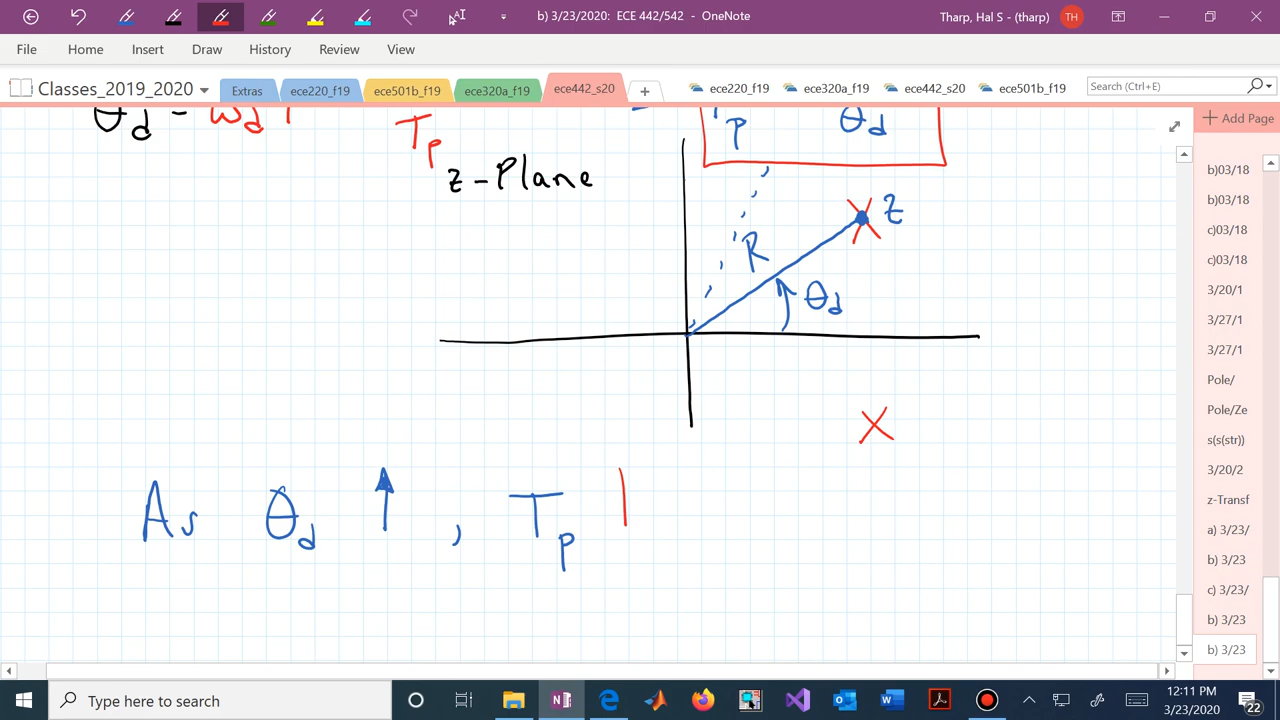 b) 3/23/2020: ECE 442/542 - OneNote
Tharp, Hal S - (tharp)
TH
File Home Insert Draw History Review View
Classes_2019_2020
Extras ece220_f19 ece501b_f19 ece320a_f19 ece442_s20
ece220_f19 ece320a_f19 ece442_s20 ece501b_f19
Search (Ctrl+E)
Add Page
b)03/18
b)03/18
c)03/18
c)03/18
3/20/1
3/27/1
3/27/1
Pole/
Pole/Ze
s(s(str))
3/20/2
z-Transf
a) 3/23/
b) 3/23
c) 3/23/
b) 3/23
b) 3/23
θd = ωd T
Tp
Tp θd
z-Plane
z
R
θd
As θd ↑, Tp
Type here to search
12:11 PM
3/23/2020
22